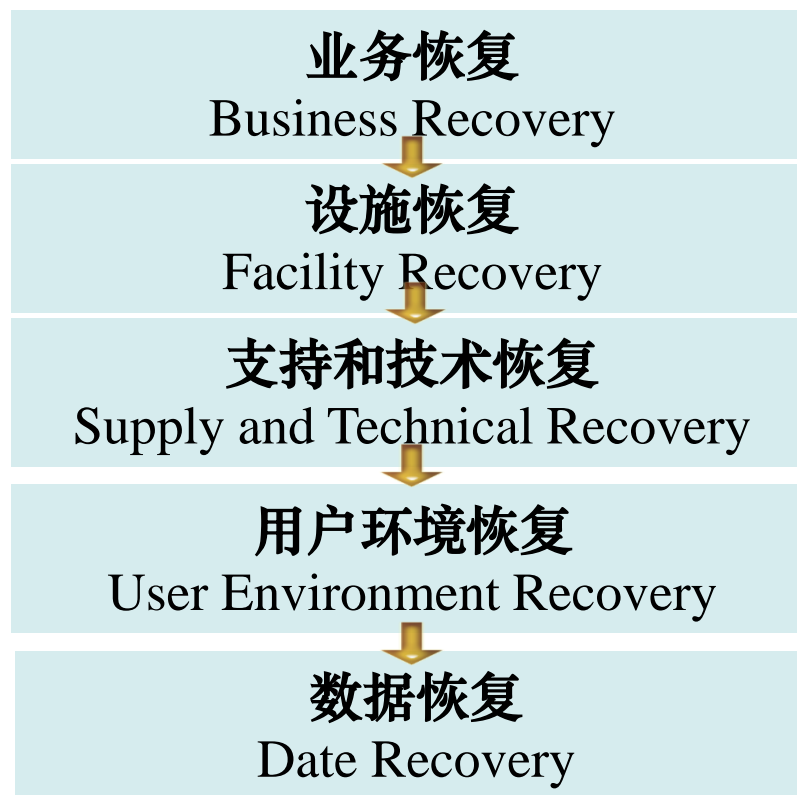 业务恢复
Business Recovery
设施恢复
Facility Recovery
支持和技术恢复
Supply and Technical Recovery
用户环境恢复
User Environment Recovery
数据恢复
Date Recovery